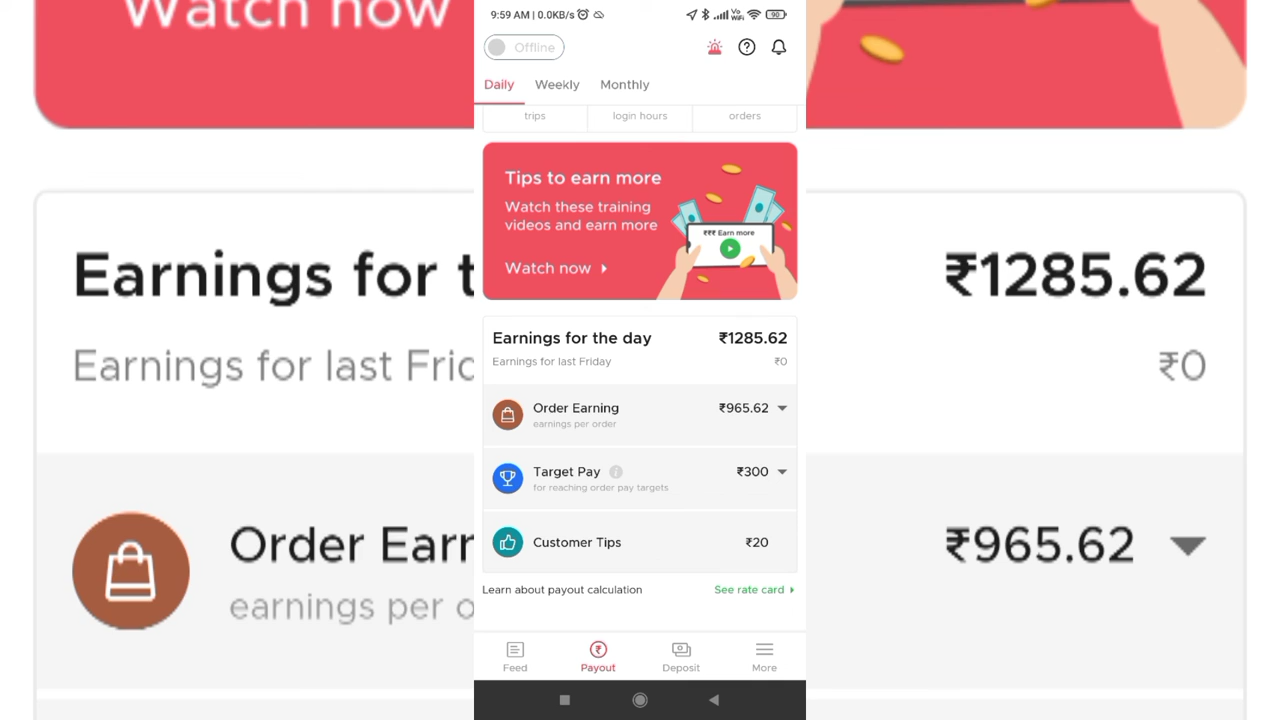 Watch now
Earnings for t
₹1285.62
Earnings for last Fric
₹0
Order Earr
₹965.62
earnings per o
9:59 AM | 0.0KB/s
Vo
WiFi
90
Offline
Daily
Weekly
Monthly
trips
login hours
orders
Tips to earn more
Watch these training
videos and earn more
₹₹₹ Earn more
Watch now
Earnings for the day
₹1285.62
Earnings for last Friday
₹0
Order Earning
₹965.62
earnings per order
Target Pay
₹300
for reaching order pay targets
Customer Tips
₹20
Learn about payout calculation
See rate card
Feed
Payout
Deposit
More